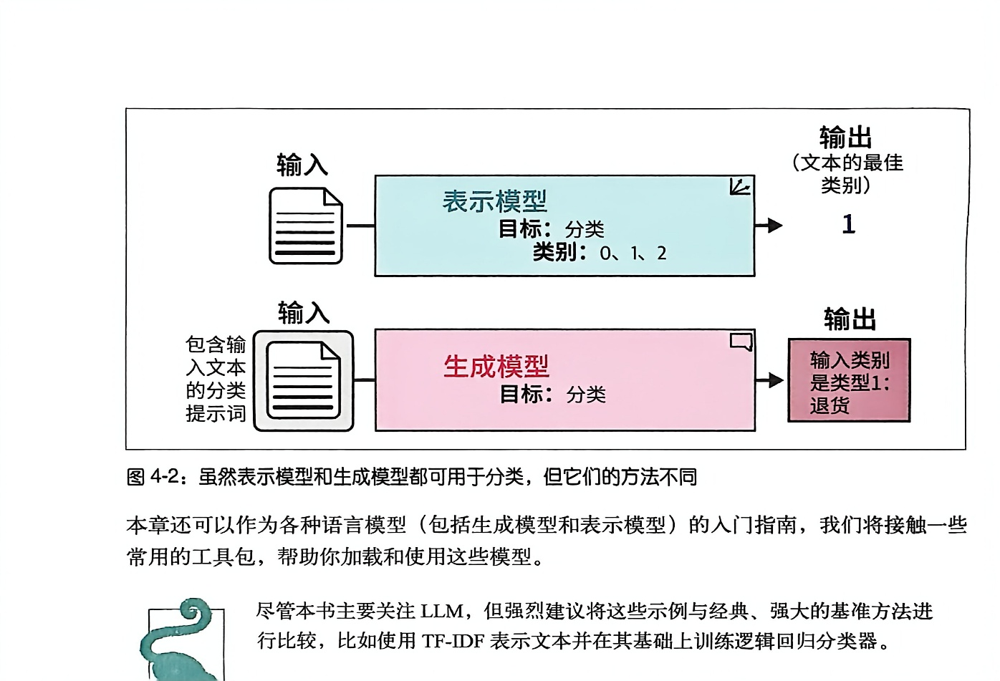 输入
输出
（文本的最佳
类别）
表示模型
目标：分类
类别：0、1、2
1
输入
包含输
入文本
的分类
提示词
生成模型
目标：分类
输出
输入类别
是类型1：
退货
图 4-2：虽然表示模型和生成模型都可用于分类，但它们的方法不同
本章还可以作为各种语言模型（包括生成模型和表示模型）的入门指南，我们将接触一些
常用的工具包，帮助你加载和使用这些模型。
尽管本书主要关注 LLM，但强烈建议将这些示例与经典、强大的基准方法进
行比较，比如使用 TF-IDF 表示文本并在其基础上训练逻辑回归分类器。